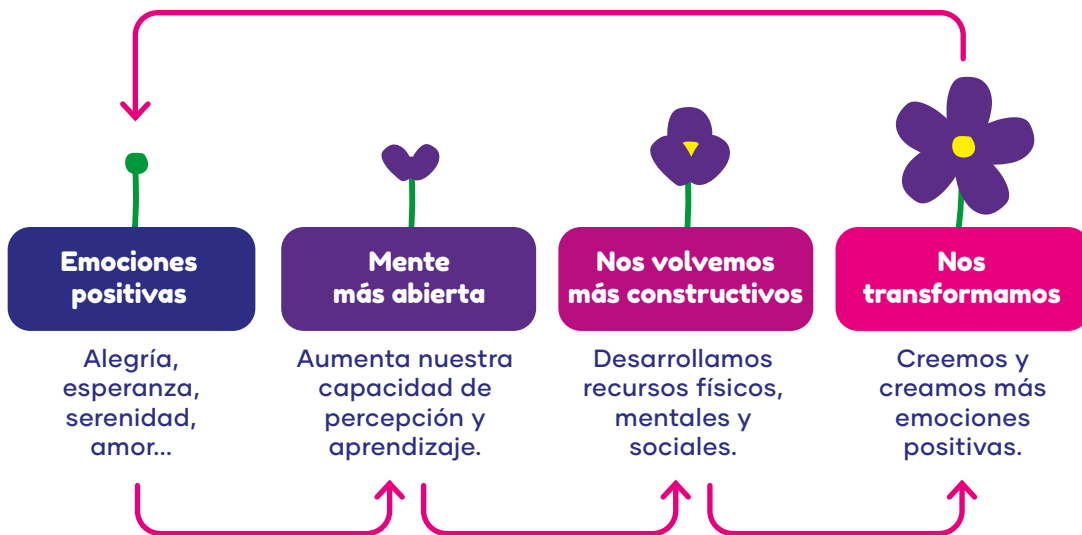 Emociones
positivas
Alegría,
esperanza,
serenidad,
amor...
Mente
más abierta
Aumenta nuestra
capacidad de
percepción y
aprendizaje.
Nos volvemos
más constructivos
Desarrollamos
recursos físicos,
mentales y
sociales.
Nos
transformamos
Creemos y
creamos más
emociones
positivas.